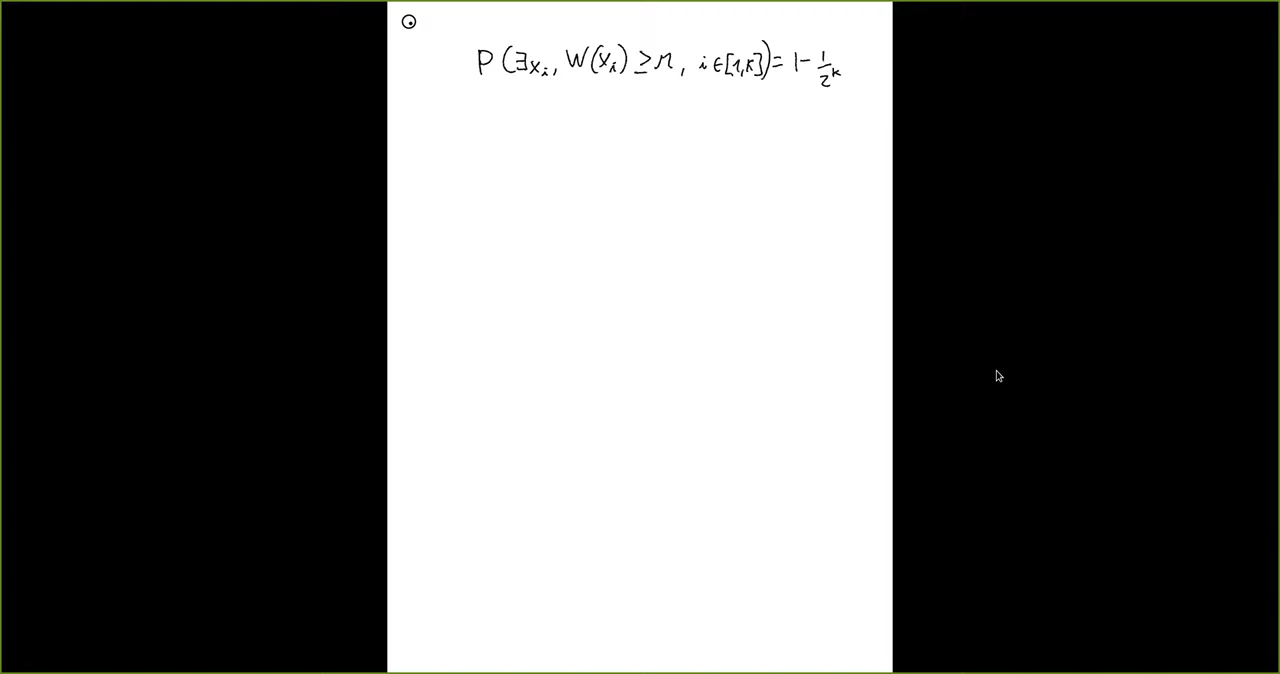 P(∃x_i, W(x_i) ≥ r, i ∈ [1,k]) = 1 - 1/2^k